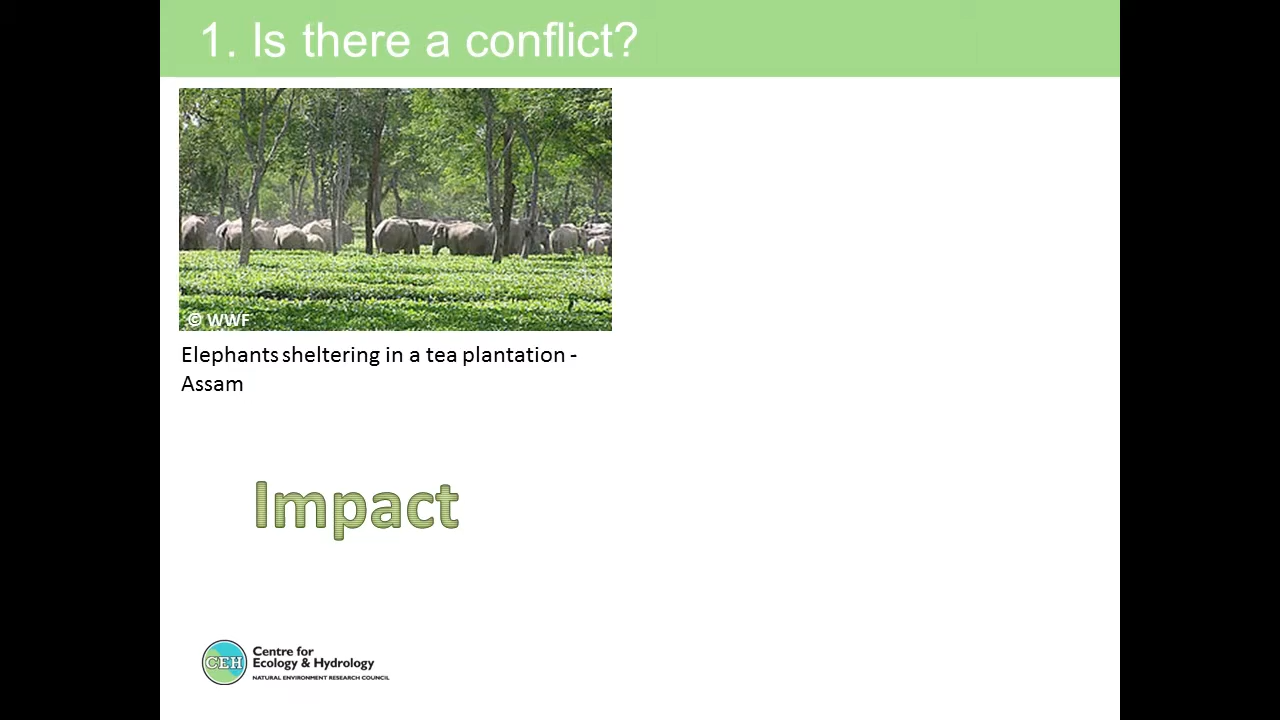 1. Is there a conflict?
© WWF
Elephants sheltering in a tea plantation -
Assam
Impact
CEH
Centre for
Ecology & Hydrology
NATURAL ENVIRONMENT RESEARCH COUNCIL